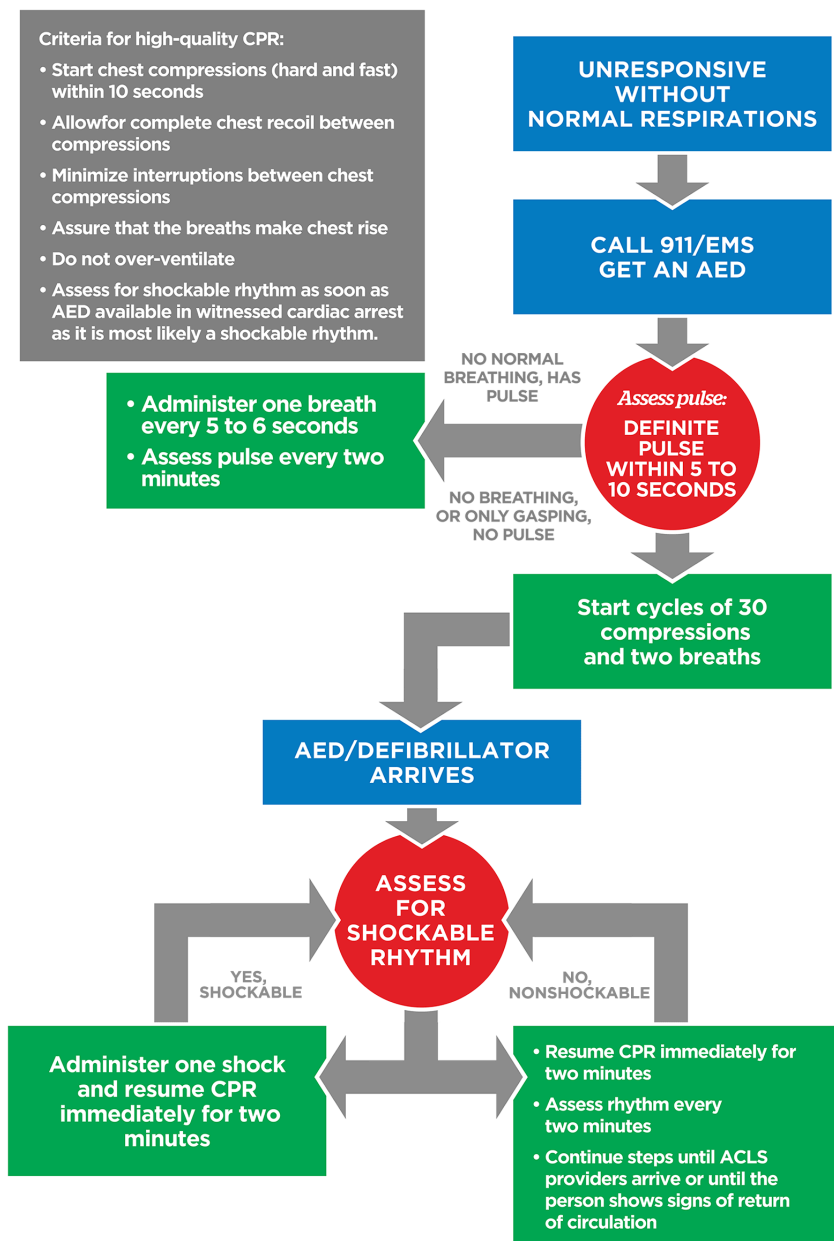 Criteria for high-quality CPR:
• Start chest compressions (hard and fast)
within 10 seconds
• Allowfor complete chest recoil between
compressions
• Minimize interruptions between chest
compressions
• Assure that the breaths make chest rise
• Do not over-ventilate
• Assess for shockable rhythm as soon as
AED available in witnessed cardiac arrest
as it is most likely a shockable rhythm.
UNRESPONSIVE
WITHOUT
NORMAL RESPIRATIONS
CALL 911/EMS
GET AN AED
Assess pulse:
DEFINITE
PULSE
WITHIN 5 TO
10 SECONDS
NO NORMAL
BREATHING, HAS
PULSE
• Administer one breath
every 5 to 6 seconds
• Assess pulse every two
minutes
NO BREATHING,
OR ONLY GASPING,
NO PULSE
Start cycles of 30
compressions
and two breaths
AED/DEFIBRILLATOR
ARRIVES
ASSESS
FOR
SHOCKABLE
RHYTHM
YES,
SHOCKABLE
NO,
NONSHOCKABLE
Administer one shock
and resume CPR
immediately for two
minutes
• Resume CPR immediately for
two minutes
• Assess rhythm every
two minutes
• Continue steps until ACLS
providers arrive or until the
person shows signs of return
of circulation